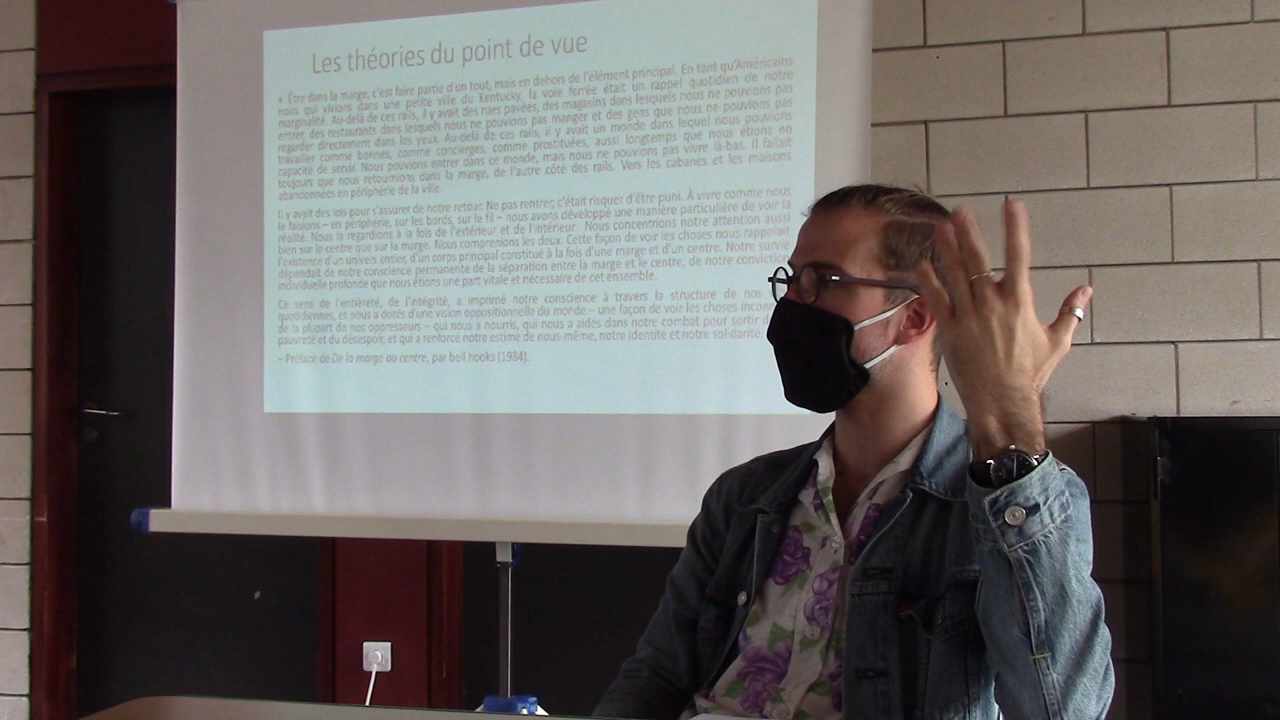 Les théories du point de vue
« Être dans la marge, c'est faire partie d'un tout, mais en dehors de l'élément principal. En tant qu'Américains
noirs qui vivions dans une petite ville du Kentucky, la voie ferrée était un rappel quotidien de notre
marginalité. Au-delà de ces rails, il y avait des rues pavées, des magasins dans lesquels nous ne pouvions pas
entrer, des restaurants dans lesquels nous ne pouvions pas manger et des gens que nous ne pouvions pas
regarder directement dans les yeux. Au-delà de ces rails, il y avait un monde dans lequel nous pouvions
travailler comme bonnes, comme concierges, comme prostituées, aussi longtemps que nous étions en
capacité de servir. Nous pouvions entrer dans ce monde, mais nous ne pouvions pas vivre là-bas. Il fallait
toujours que nous retournions dans la marge, de l'autre côté des rails. Vers les cabanes et les maisons
abandonnées en périphérie de la ville.
Il y avait des lois pour s'assurer de notre retour. Ne pas rentrer, c'était risquer d'être puni. À vivre comme nous
le faisions – en périphérie, sur les bords, sur le fil – nous avons développé une manière particulière de voir la
réalité. Nous la regardions à la fois de l'extérieur et de l'intérieur. Nous concentrions notre attention aussi
bien sur le centre que sur la marge. Nous comprenions les deux. Cette façon de voir les choses nous rappelait
l'existence d'un univers entier, d'un corps principal constitué à la fois d'une marge et d'un centre. Notre survie
dépendait de notre conscience permanente de la séparation entre la marge et le centre, de notre conviction
individuelle profonde que nous étions une part vitale et nécessaire de cet ensemble.
Ce sens de l'entièreté, de l'intégrité, a imprimé notre conscience à travers la structure de nos
quotidiennes, et nous a dotés d'une vision oppositionnelle du monde – une façon de voir les choses
de la plupart de nos oppresseurs – qui nous a nourris, qui nous a aidés dans notre combat pour sortir
pauvreté et du désespoir, et qui a renforcé notre estime de nous-même, notre identité et notre solidarité.
– Préface de De la marge au centre, par bell hooks (1984).